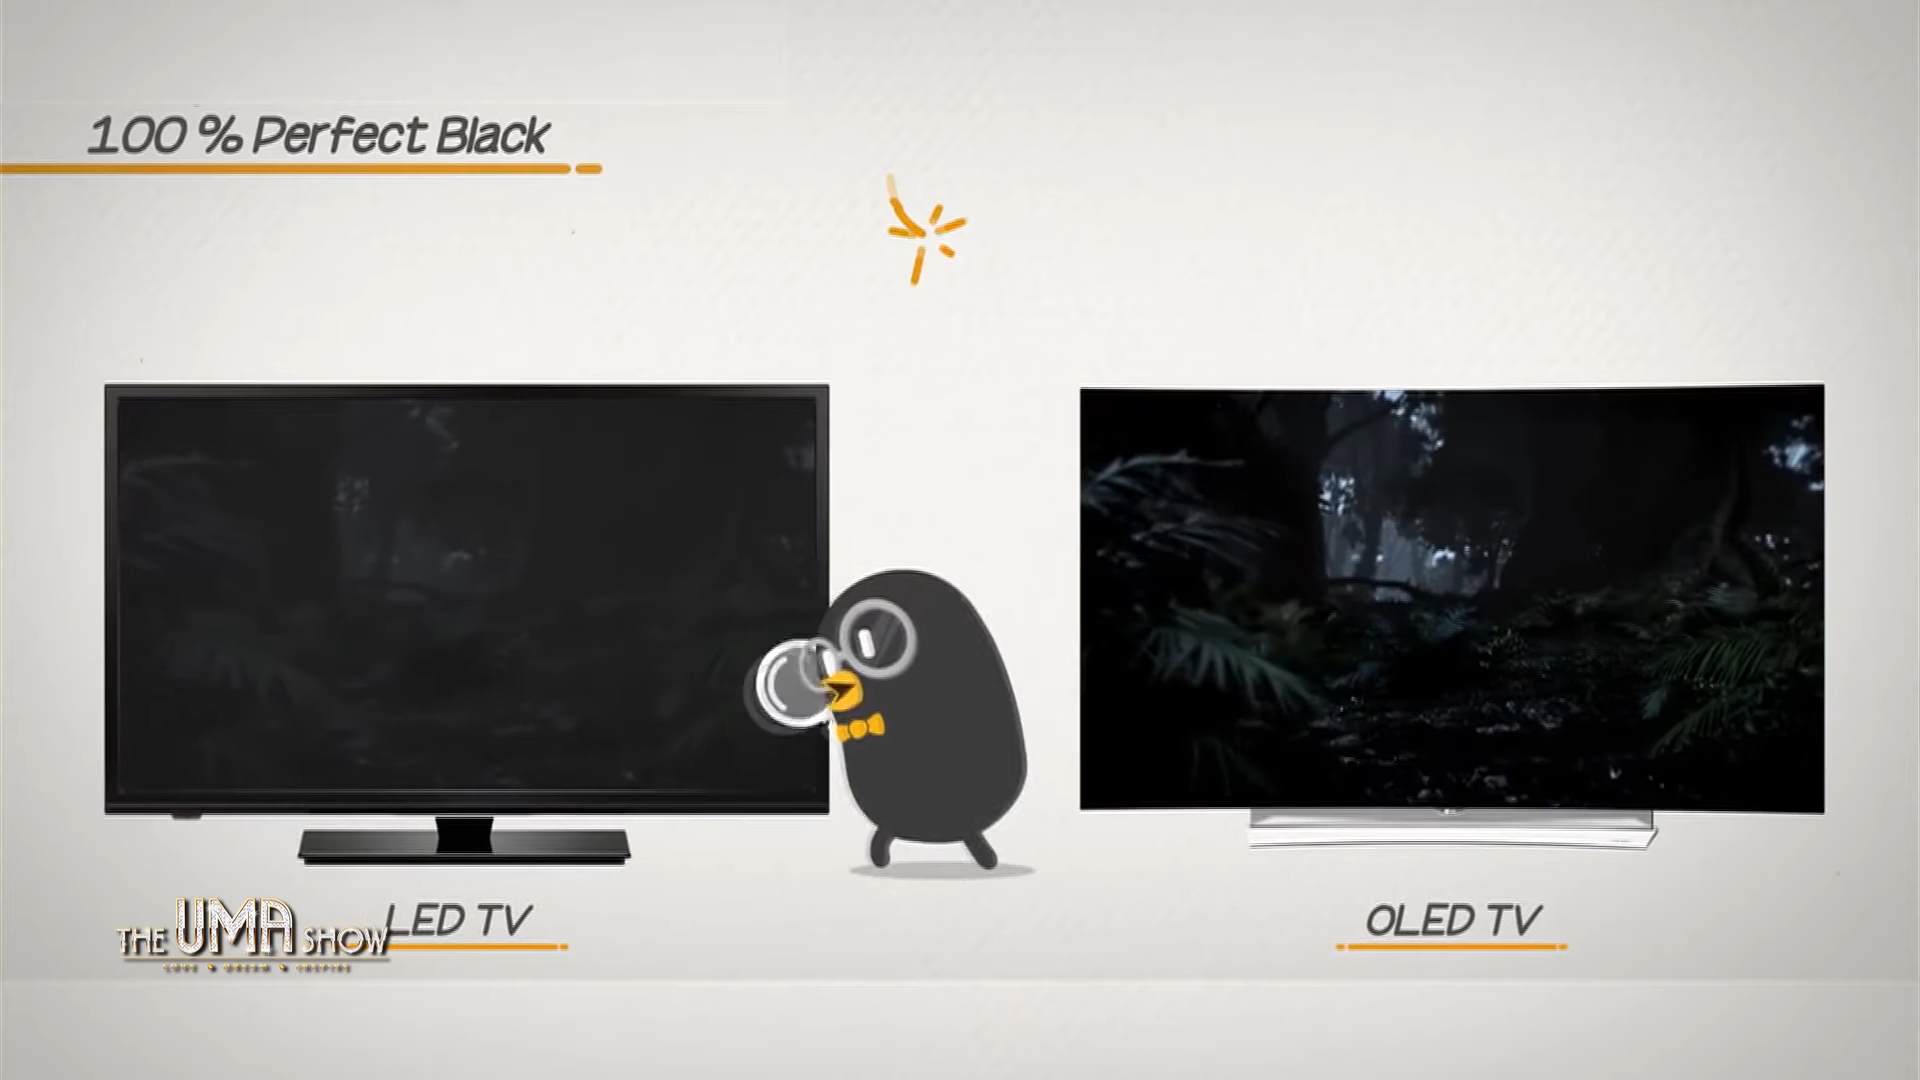 100 % Perfect Black
LED TV
OLED TV
THE UMA SHOW